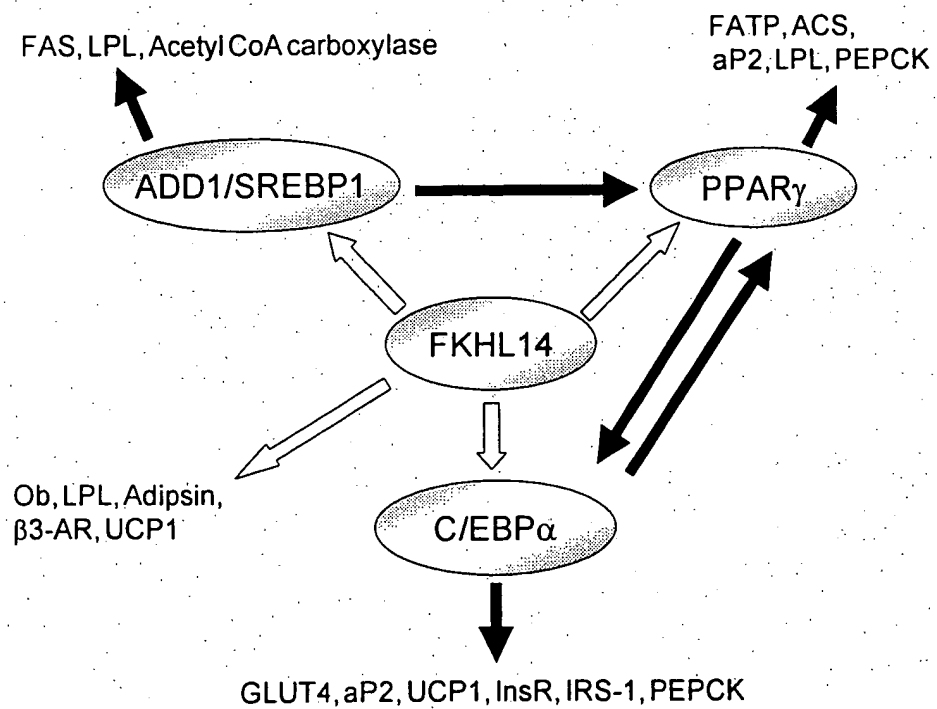 FAS, LPL, Acetyl CoA carboxylase
FATP, ACS,
aP2, LPL, PEPCK
ADD1/SREBP1
PPARγ
FKHL14
Ob, LPL, Adipsin,
β3-AR, UCP1
C/EBPα
GLUT4, aP2, UCP1, InsR, IRS-1, PEPCK